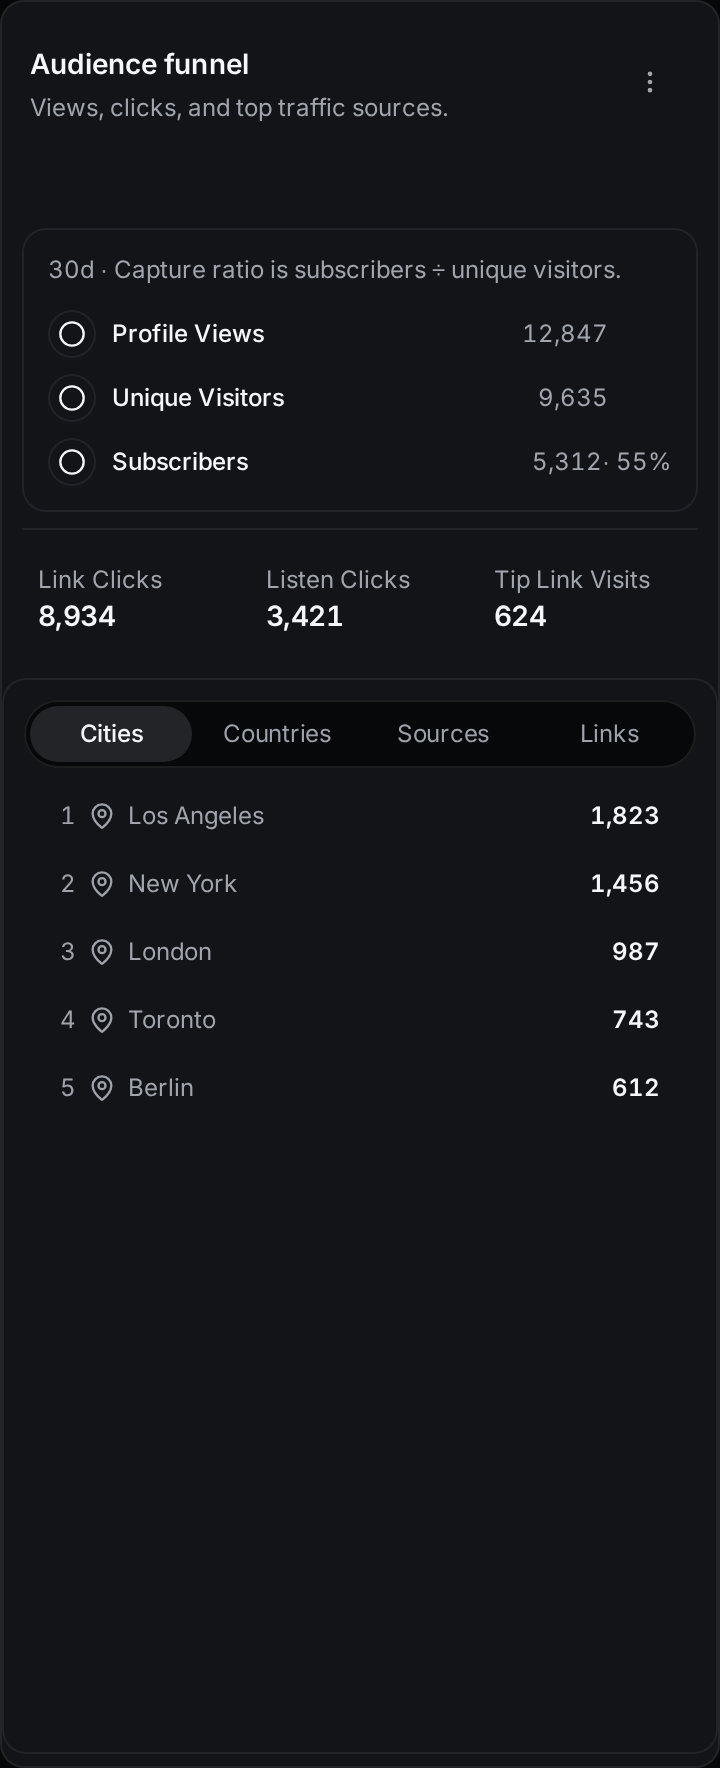 Audience funnel
Views, clicks, and top traffic sources.
30d · Capture ratio is subscribers ÷ unique visitors.
Profile Views 12,847
Unique Visitors 9,635
Subscribers 5,312· 55%
Link Clicks Listen Clicks Tip Link Visits
8,934 3,421 624
Cities Countries Sources Links
1 Los Angeles 1,823
2 New York 1,456
3 London 987
4 Toronto 743
5 Berlin 612